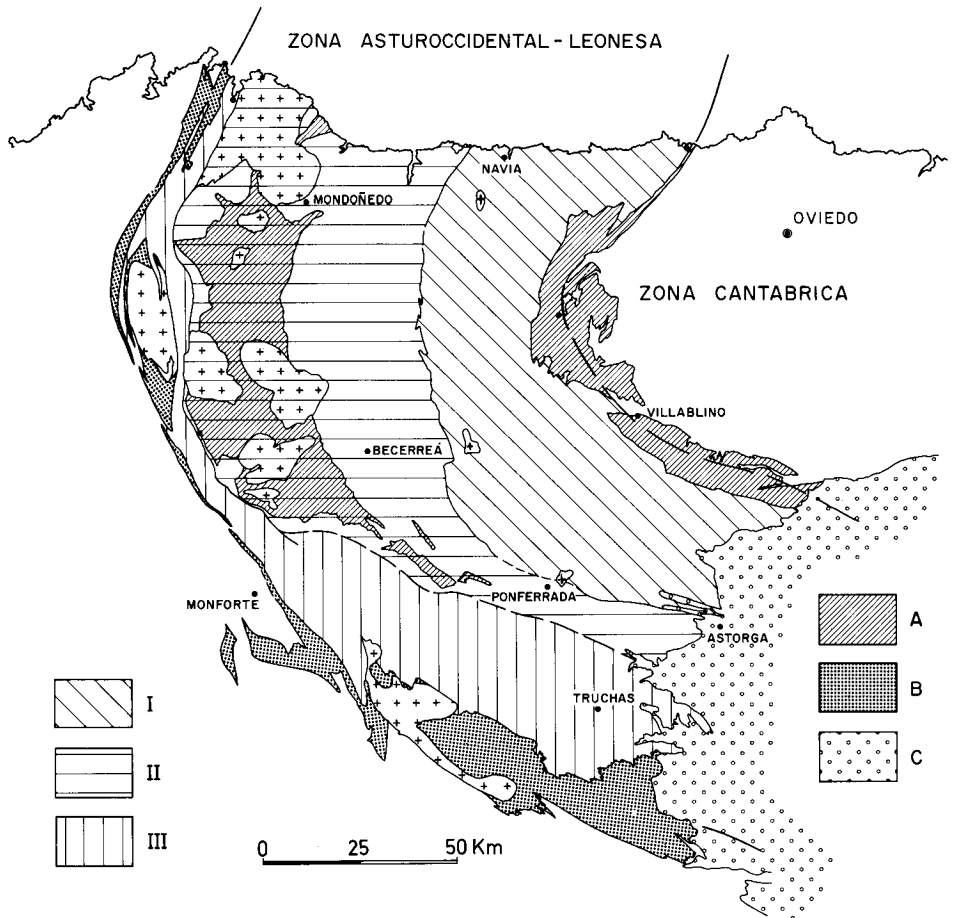 ZONA ASTUROCCIDENTAL-LEONESA
NAVIA
MONDOÑEDO
OVIEDO
ZONA CANTABRICA
VILLABLINO
BECERREÁ
PONFERRADA
MONFORTE
ASTORGA
TRUCHAS
I
II
III
A
B
C
0 25 50 Km